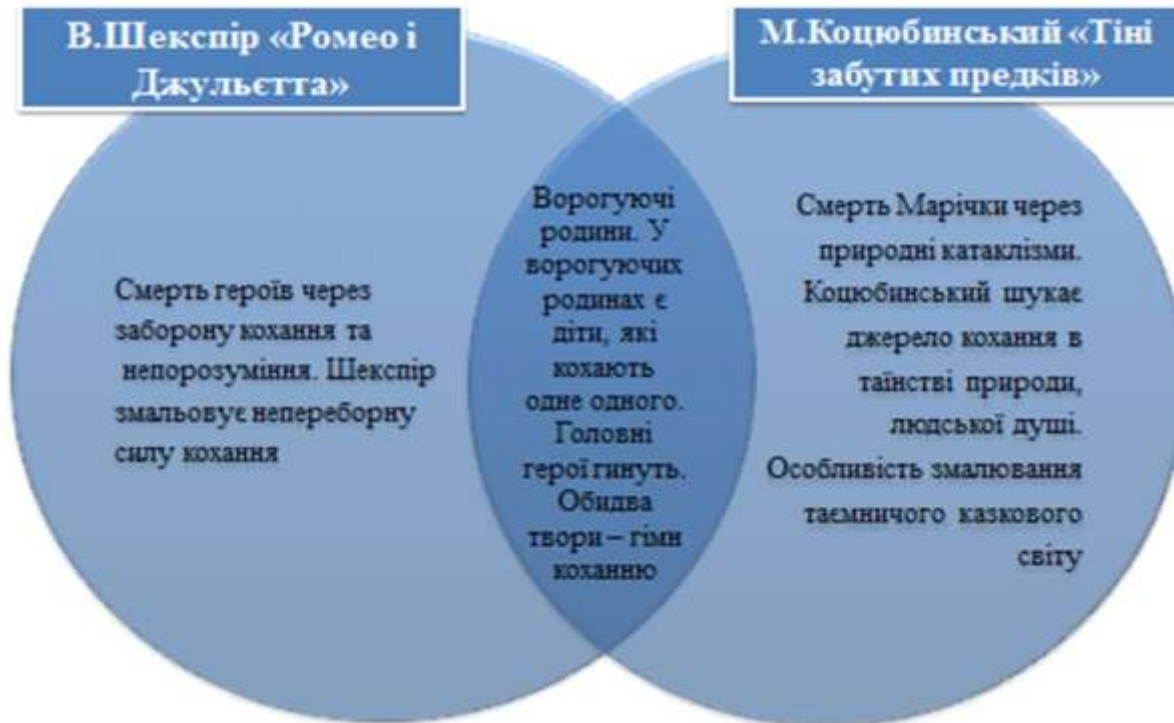 В.Шекспір «Ромео і
Джульєтта»
М.Коцюбинський «Тіні
забутих предків»
Смерть героїв через
заборону кохання та
непорозуміння. Шекспір
змальовує непереборну
силу кохання
Ворогуючі
родини. У
ворогуючих
родинах є
діти, які
кохають
одне одного.
Головні
герої гинуть.
Обидва
твори – гімн
коханню
Смерть Марічки через
природні катаклізми.
Коцюбинський шукає
джерело кохання в
таїнстві природи,
людської душі.
Особливість змалювання
таємничого казкового
світу